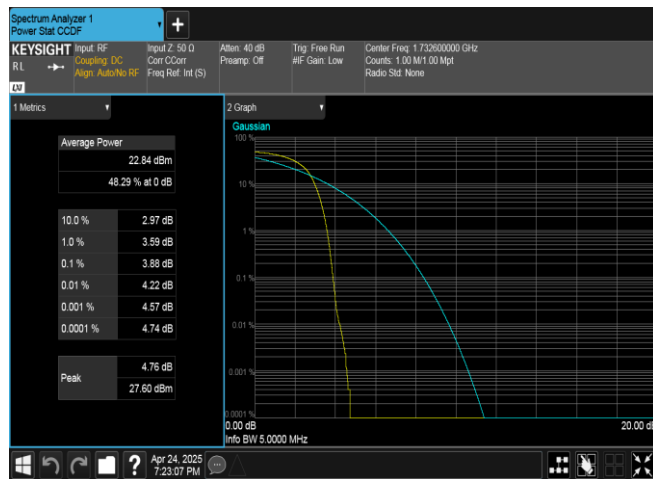 Spectrum Analyzer 1
Power Stat CCDF
KEYSIGHT
RL
LXI
Input: RF
Coupling: DC
Align: Auto/No RF
Input Z: 50 Ω
Corr CCorr
Freq Ref: Int (S)
Atten: 40 dB
Preamp: Off
Trig: Free Run
#IF Gain: Low
Center Freq: 1.732600000 GHz
Counts: 1.00 M/1.00 Mpt
Radio Std: None
1 Metrics
Average Power
22.84 dBm
48.29 % at 0 dB
10.0 % 2.97 dB
1.0 % 3.59 dB
0.1 % 3.88 dB
0.01 % 4.22 dB
0.001 % 4.57 dB
0.0001 % 4.74 dB
Peak
4.76 dB
27.60 dBm
2 Graph
Gaussian
100 %
10 %
1 %
0.1 %
0.01 %
0.001 %
0.0001 %
0.00 dB 20.00 d
Info BW 5.0000 MHz
? Apr 24, 2025
7:23:07 PM